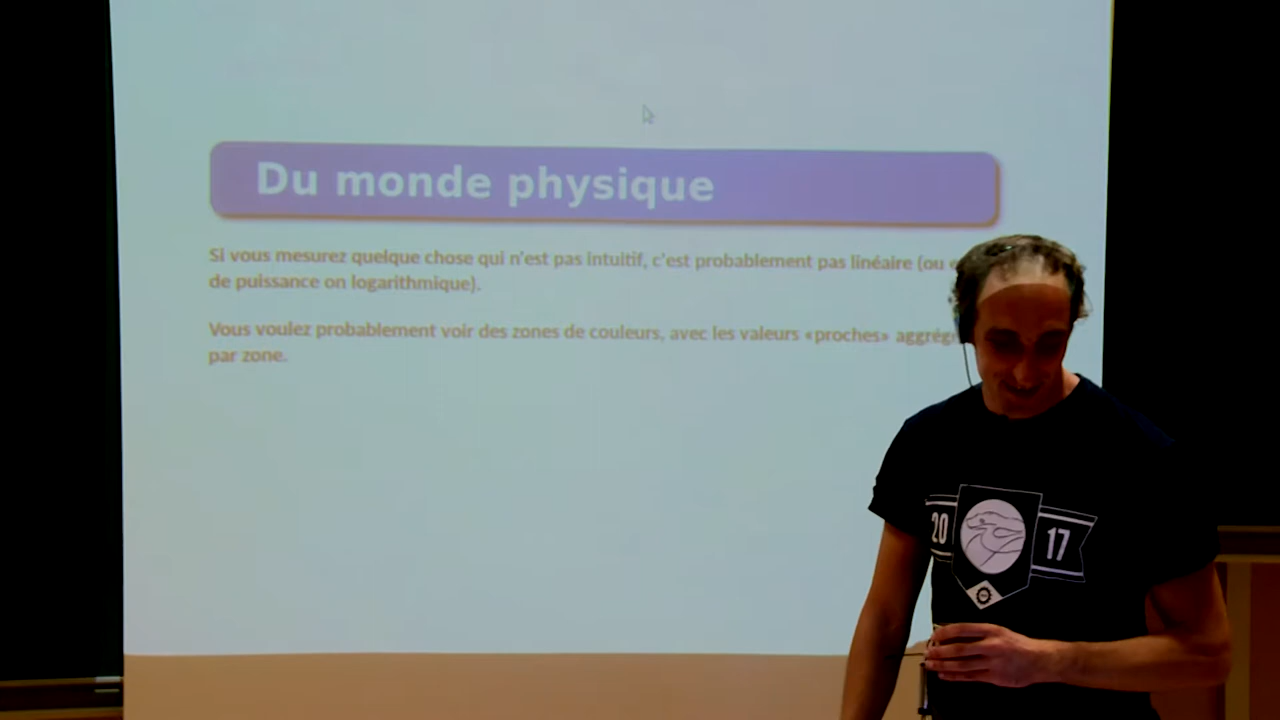 Du monde physique
Si vous mesurez quelque chose qui n'est pas intuitif, c'est probablement pas linéaire (ou
de puissance on logarithmique).
Vous voulez probablement voir des zones de couleurs, avec les valeurs «proches»
par zone.
20 17